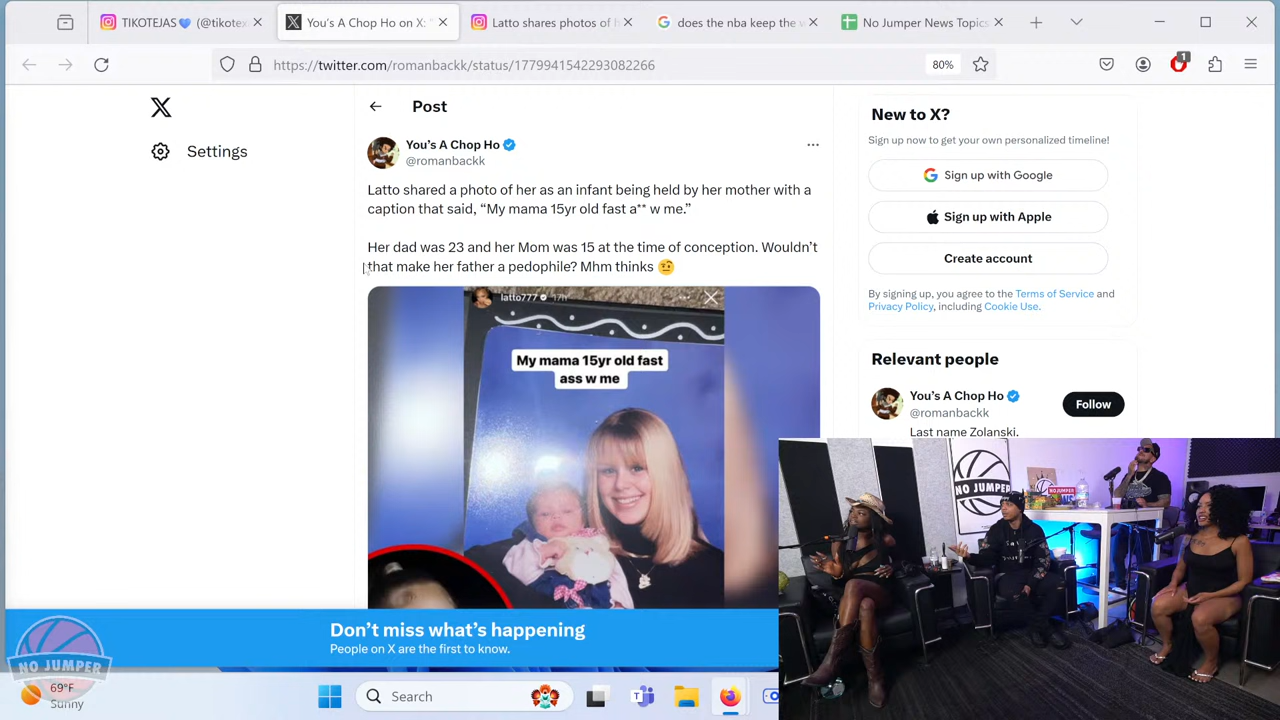 TIKOTEJAS💙 (@tikotex
You's A Chop Ho on X: "
Latto shares photos of h
does the nba keep the w
No Jumper News Topics
https://twitter.com/romanbackk/status/1779941542293082266
80%
1
Post
Settings
You's A Chop Ho
@romanbackk
Latto shared a photo of her as an infant being held by her mother with a
caption that said, “My mama 15yr old fast a** w me.”
Her dad was 23 and her Mom was 15 at the time of conception. Wouldn’t
that make her father a pedophile? Mhm thinks 🤨
latto777 17h
My mama 15yr old fast
ass w me
New to X?
Sign up now to get your own personalized timeline!
Sign up with Google
Sign up with Apple
Create account
By signing up, you agree to the Terms of Service and
Privacy Policy, including Cookie Use.
Relevant people
You's A Chop Ho
@romanbackk
Follow
Last name Zolanski.
Don’t miss what’s happening
People on X are the first to know.
NO JUMPER
NO JUMPER
NO JUMPER
69°F
Sunny
Search